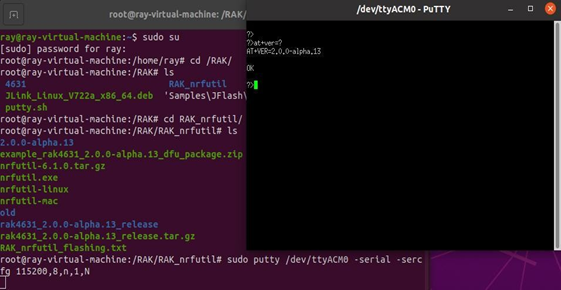 root@ray-virtual-machine: /RAK/RAK_nrfutil
ray@ray-virtual-machine:~$ sudo su
[sudo] password for ray:
root@ray-virtual-machine:/home/ray# cd /RAK/
root@ray-virtual-machine:/RAK# ls
4631 RAK_nrfutil
JLink_Linux_V722a_x86_64.deb 'Samples\JFlash\
putty.sh
root@ray-virtual-machine:/RAK# cd RAK_nrfutil/
root@ray-virtual-machine:/RAK/RAK_nrfutil# ls
2.0.0-alpha.13
example_rak4631_2.0.0-alpha.13_dfu_package.zip
nrfutil-6.1.0.tar.gz
nrfutil.exe
nrfutil-linux
nrfutil-mac
old
rak4631_2.0.0-alpha.13_release
rak4631_2.0.0-alpha.13_release.tar.gz
RAK_nrfutil_flashing.txt
root@ray-virtual-machine:/RAK/RAK_nrfutil# sudo putty /dev/ttyACM0 -serial -serc
fg 115200,8,n,1,N
/dev/ttyACM0 - PuTTY
?>
?>at+ver=?
AT+VER=2.0.0-alpha.13
OK
?>